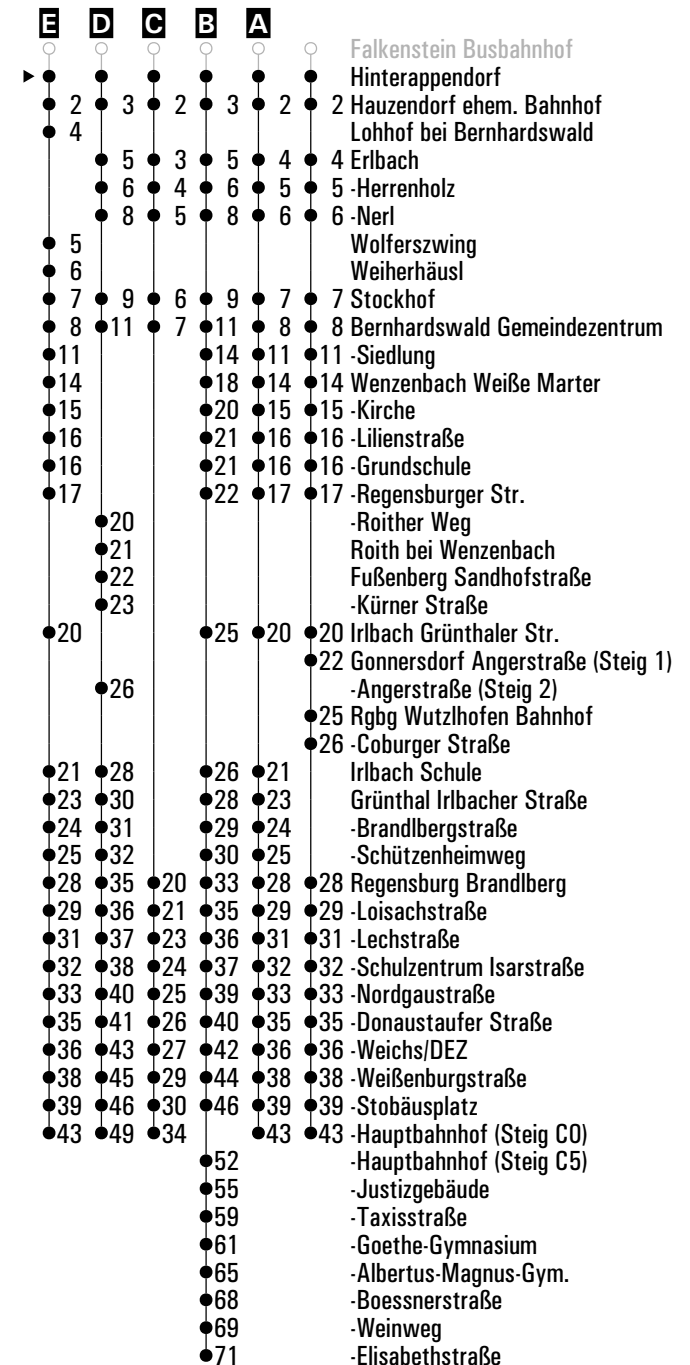 E D C B A
Falkenstein Busbahnhof
Hinterappendorf
2 3 2 3 2 2 Hauzendorf ehem. Bahnhof
4 Lohhof bei Bernhardswald
5 3 5 4 4 Erlbach
6 4 6 5 5 -Herrenholz
8 5 8 6 6 -Nerl
5 Wolferszwing
6 Weiherhäusl
7 9 6 9 7 7 Stockhof
8 11 7 11 8 8 Bernhardswald Gemeindezentrum
11 14 11 11 -Siedlung
14 18 14 14 Wenzenbach Weiße Marter
15 20 15 15 -Kirche
16 21 16 16 -Lilienstraße
16 21 16 16 -Grundschule
17 22 17 17 -Regensburger Str.
20 -Roither Weg
21 Roith bei Wenzenbach
22 Fußenberg Sandhofstraße
23 -Kürner Straße
20 25 20 20 Irlbach Grünthaler Str.
22 Gonnersdorf Angerstraße (Steig 1)
26 -Angerstraße (Steig 2)
25 Rgbg Wutzlhofen Bahnhof
26 -Coburger Straße
21 28 26 21 Irlbach Schule
23 30 28 23 Grünthal Irlbacher Straße
24 31 29 24 -Brandlbergstraße
25 32 30 25 -Schützenheimweg
28 35 20 33 28 28 Regensburg Brandlberg
29 36 21 35 29 29 -Loisachstraße
31 37 23 36 31 31 -Lechstraße
32 38 24 37 32 32 -Schulzentrum Isarstraße
33 40 25 39 33 33 -Nordgaustraße
35 41 26 40 35 35 -Donaustaufer Straße
36 43 27 42 36 36 -Weichs/DEZ
38 45 29 44 38 38 -Weißenburgstraße
39 46 30 46 39 39 -Stobäusplatz
43 49 34 43 43 -Hauptbahnhof (Steig C0)
52 -Hauptbahnhof (Steig C5)
55 -Justizgebäude
59 -Taxisstraße
61 -Goethe-Gymnasium
65 -Albertus-Magnus-Gym.
68 -Boessnerstraße
69 -Weinweg
71 -Elisabethstraße